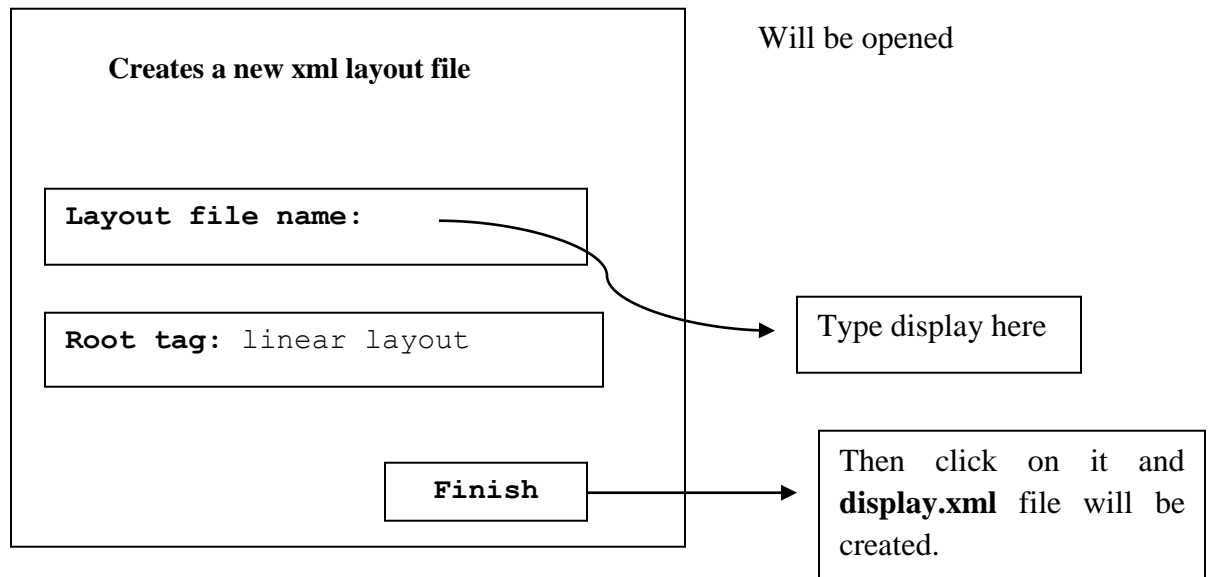 Will be opened
Creates a new xml layout file
Layout file name:
Type display here
Root tag: linear layout
Finish
Then click on it and
display.xml file will be
created.